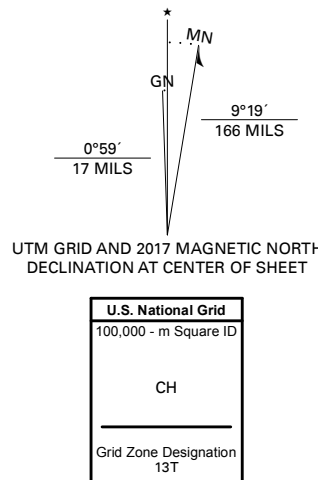 ★
MN
GN
9°19´
166 MILS
0°59´
17 MILS
UTM GRID AND 2017 MAGNETIC NORTH
DECLINATION AT CENTER OF SHEET
U.S. National Grid
100,000 - m Square ID
CH
Grid Zone Designation
13T